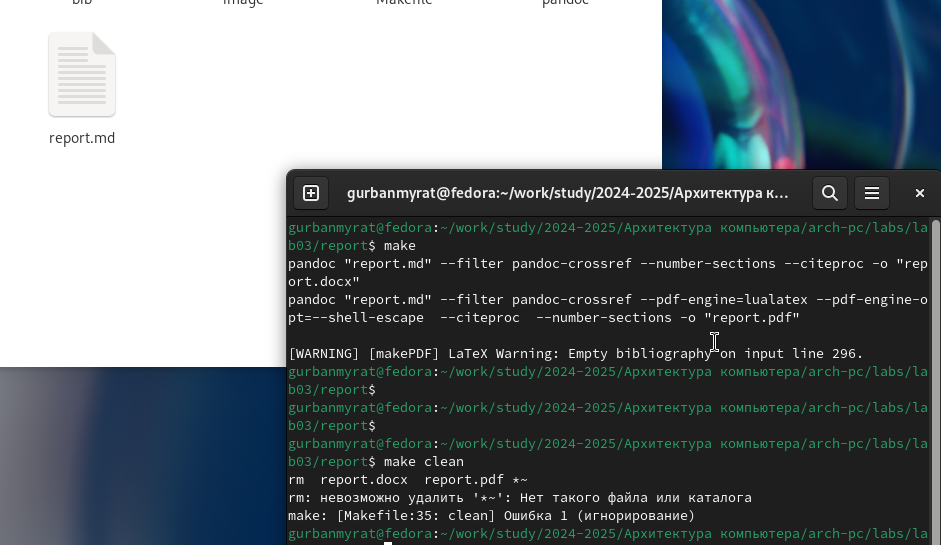 bib image Makefile pandoc
report.md
gurbanmyrat@fedora:~/work/study/2024-2025/Архитектура к...
gurbanmyrat@fedora:~/work/study/2024-2025/Архитектура компьютера/arch-pc/labs/la
b03/report$ make
pandoc "report.md" --filter pandoc-crossref --number-sections --citeproc -o "rep
ort.docx"
pandoc "report.md" --filter pandoc-crossref --pdf-engine=lualatex --pdf-engine-o
pt=--shell-escape  --citeproc  --number-sections -o "report.pdf"
[WARNING] [makePDF] LaTeX Warning: Empty bibliography on input line 296.
gurbanmyrat@fedora:~/work/study/2024-2025/Архитектура компьютера/arch-pc/labs/la
b03/report$
gurbanmyrat@fedora:~/work/study/2024-2025/Архитектура компьютера/arch-pc/labs/la
b03/report$
gurbanmyrat@fedora:~/work/study/2024-2025/Архитектура компьютера/arch-pc/labs/la
b03/report$ make clean
rm  report.docx  report.pdf *~
rm: невозможно удалить '*~': Нет такого файла или каталога
make: [Makefile:35: clean] Ошибка 1 (игнорирование)
gurbanmyrat@fedora:~/work/study/2024-2025/Архитектура компьютера/arch-pc/labs/la